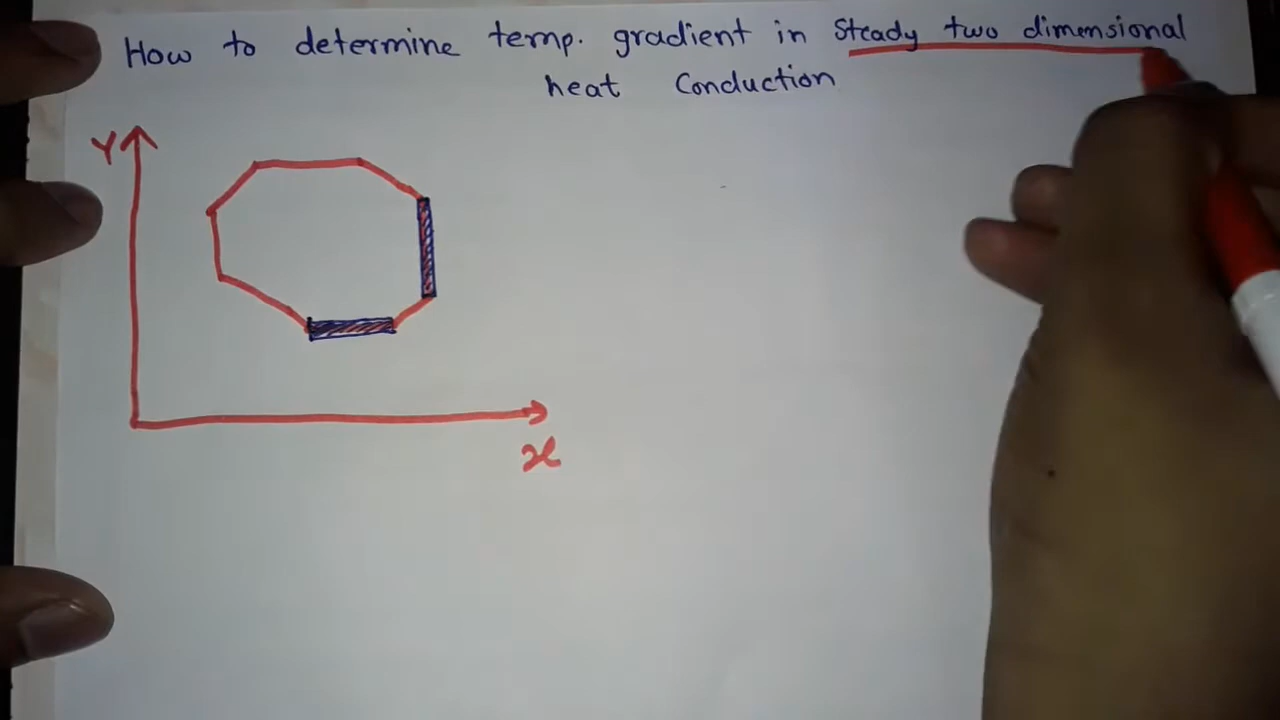 How to determine temp. gradient in Steady two dimensional
heat Conduction
Y
x